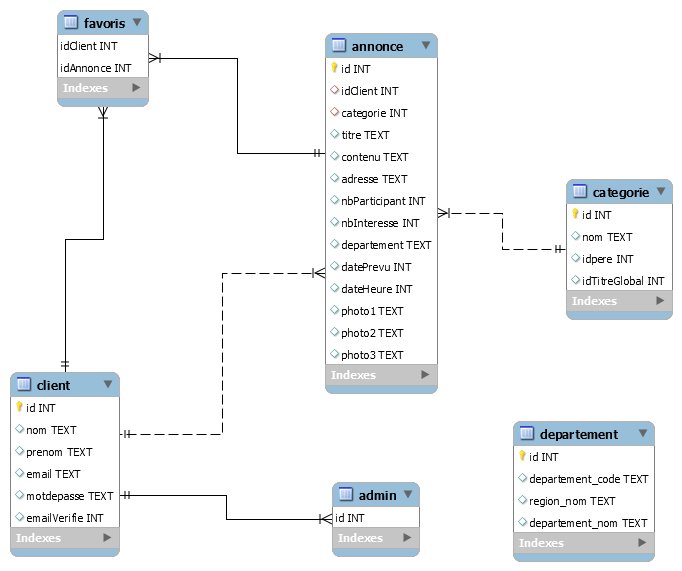 favoris
idClient INT
idAnnonce INT
Indexes
annonce
id INT
idClient INT
categorie INT
titre TEXT
contenu TEXT
adresse TEXT
nbParticipant INT
nbInteresse INT
departement TEXT
datePrevu INT
dateHeure INT
photo1 TEXT
photo2 TEXT
photo3 TEXT
Indexes
categorie
id INT
nom TEXT
idpere INT
idTitreGlobal INT
Indexes
client
id INT
nom TEXT
prenom TEXT
email TEXT
motdepasse TEXT
emailVerifie INT
Indexes
admin
id INT
Indexes
departement
id INT
departement_code TEXT
region_nom TEXT
departement_nom TEXT
Indexes